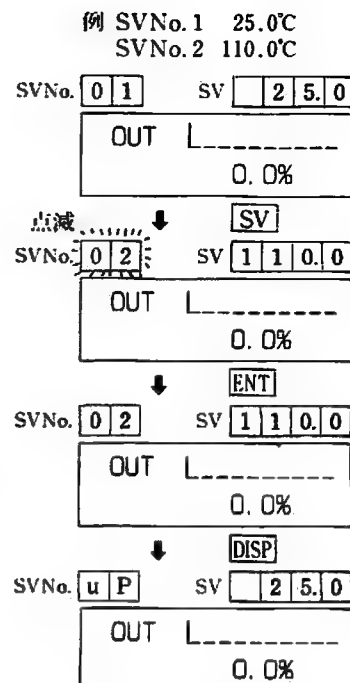 例 SVNo.1 25.0℃
SVNo.2 110.0℃
SVNo. 0 1 SV 2 5. 0
OUT
0.0%
点滅
SV
SVNo. 0 2 SV 1 1 0. 0
OUT
0.0%
ENT
SVNo. 0 2 SV 1 1 0. 0
OUT
0.0%
DISP
SVNo. u P SV 2 5. 0
OUT
0.0%